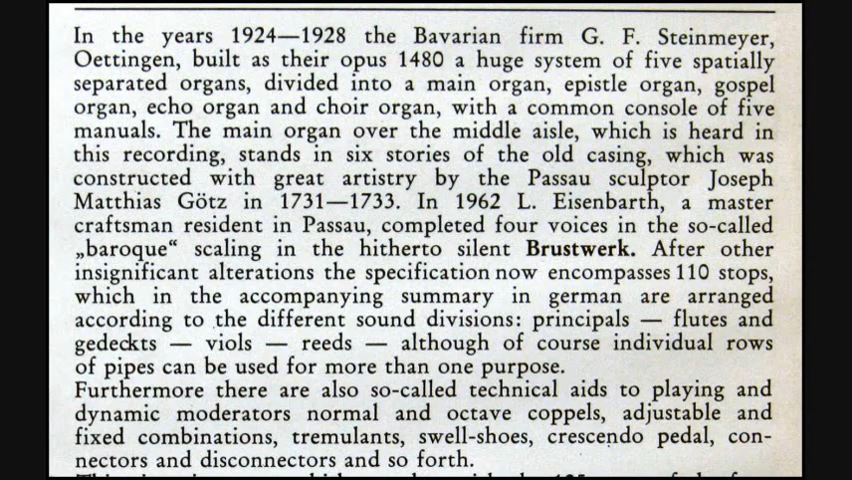 In the years 1924—1928 the Bavarian firm G. F. Steinmeyer,
Oettingen, built as their opus 1480 a huge system of five spatially
separated organs, divided into a main organ, epistle organ, gospel
organ, echo organ and choir organ, with a common console of five
manuals. The main organ over the middle aisle, which is heard in
this recording, stands in six stories of the old casing, which was
constructed with great artistry by the Passau sculptor Joseph
Matthias Götz in 1731—1733. In 1962 L. Eisenbarth, a master
craftsman resident in Passau, completed four voices in the so-called
„baroque“ scaling in the hitherto silent Brustwerk. After other
insignificant alterations the specification now encompasses 110 stops,
which in the accompanying summary in german are arranged
according to the different sound divisions: principals — flutes and
gedeckts — viols — reeds — although of course individual rows
of pipes can be used for more than one purpose.
Furthermore there are also so-called technical aids to playing and
dynamic moderators normal and octave coppels, adjustable and
fixed combinations, tremulants, swell-shoes, crescendo pedal, con-
nectors and disconnectors and so forth.